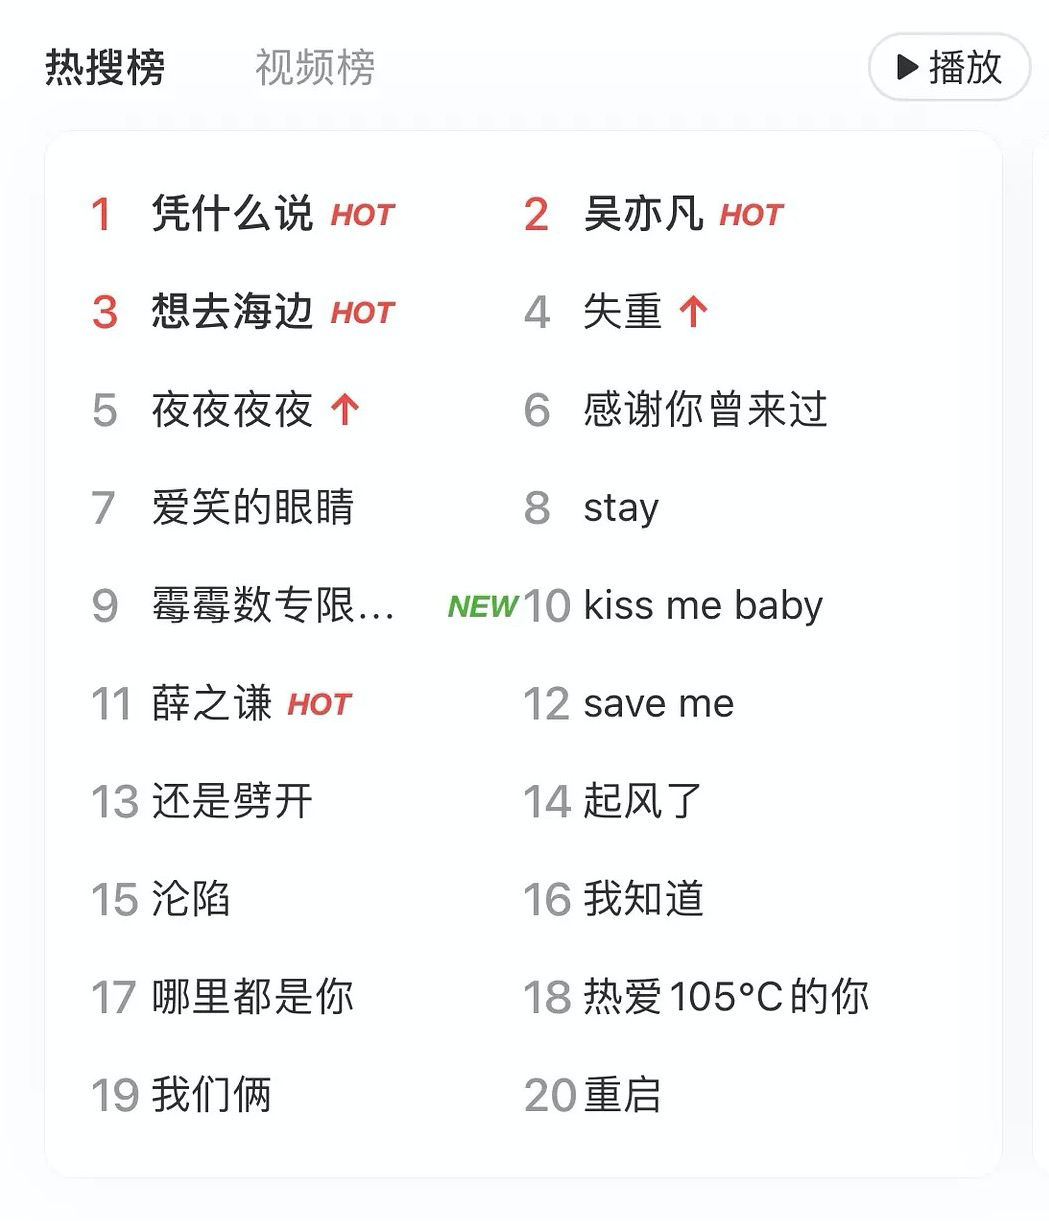 热搜榜 视频榜 播放
1 凭什么说 HOT 2 吴亦凡 HOT
3 想去海边 HOT 4 失重 ↑
5 夜夜夜夜 ↑ 6 感谢你曾来过
7 爱笑的眼睛 8 stay
9 霉霉数专限... NEW 10 kiss me baby
11 薛之谦 HOT 12 save me
13 还是劈开 14 起风了
15 沦陷 16 我知道
17 哪里都是你 18 热爱105°C的你
19 我们俩 20 重启